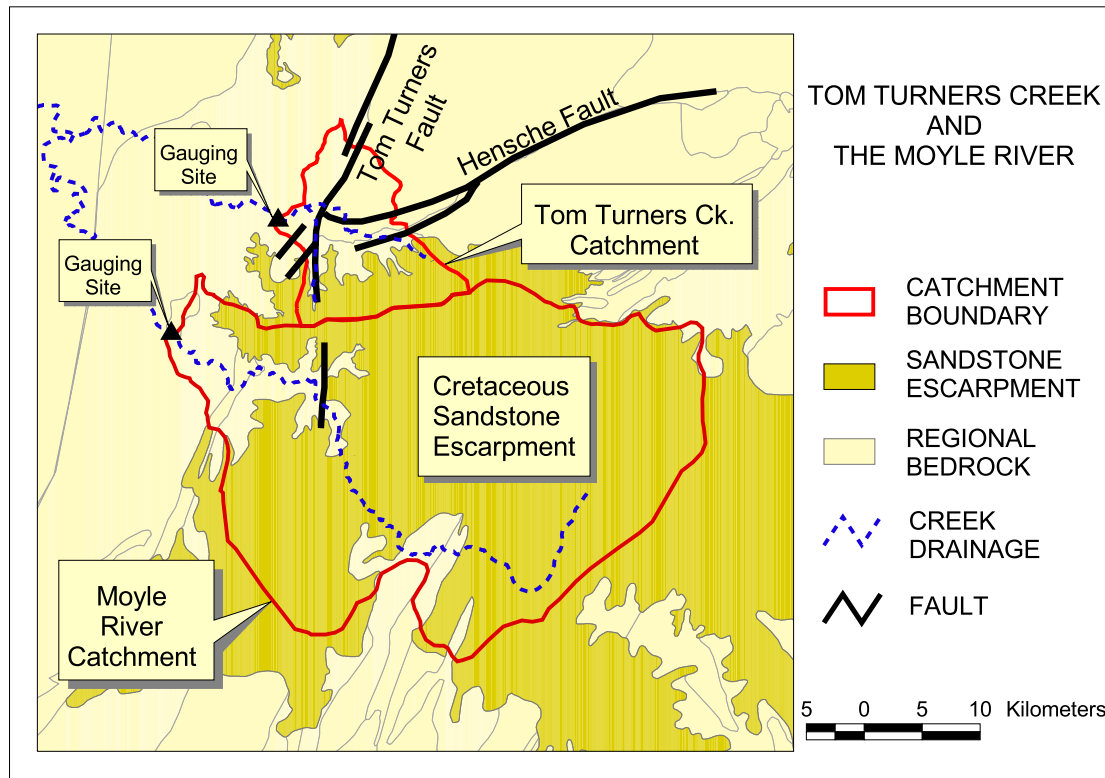 TOM TURNERS CREEK
AND
THE MOYLE RIVER
Tom Turners
Fault
Hensche Fault
Gauging
Site
Tom Turners Ck.
Catchment
Gauging
Site
Cretaceous
Sandstone
Escarpment
Moyle
River
Catchment
CATCHMENT
BOUNDARY
SANDSTONE
ESCARPMENT
REGIONAL
BEDROCK
CREEK
DRAINAGE
FAULT
5 0 5 10 Kilometers